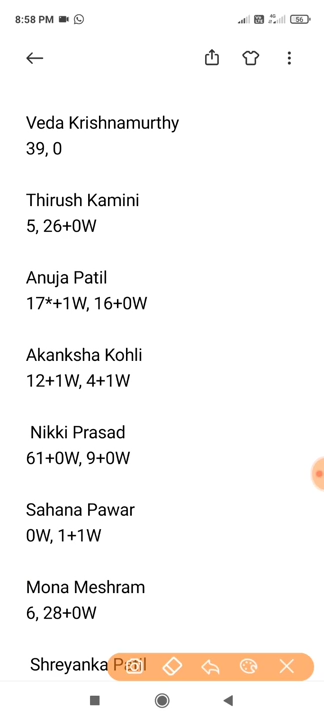 8:58 PM
56
Veda Krishnamurthy
39, 0
Thirush Kamini
5, 26+0W
Anuja Patil
17*+1W, 16+0W
Akanksha Kohli
12+1W, 4+1W
Nikki Prasad
61+0W, 9+0W
Sahana Pawar
0W, 1+1W
Mona Meshram
6, 28+0W
Shreyanka Patil